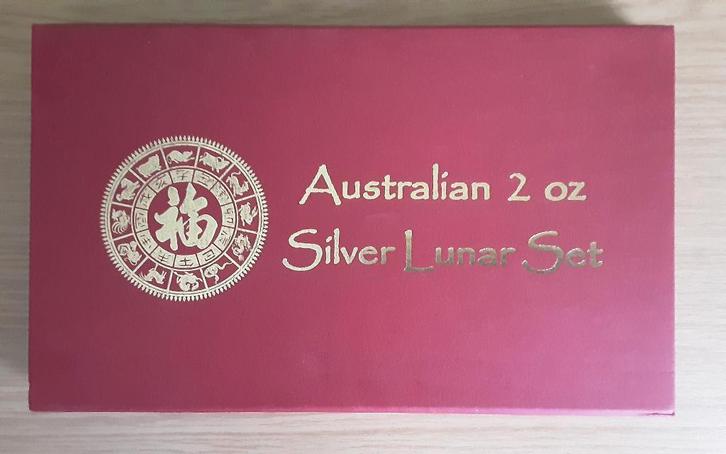 Australian 2 oz
Silver Lunar Set
福